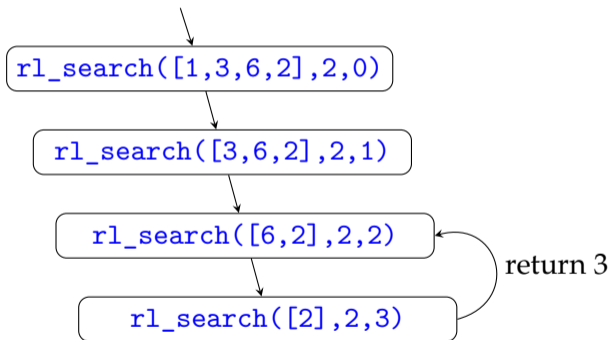 rl_search([1,3,6,2],2,0)
rl_search([3,6,2],2,1)
rl_search([6,2],2,2)
return 3
rl_search([2],2,3)